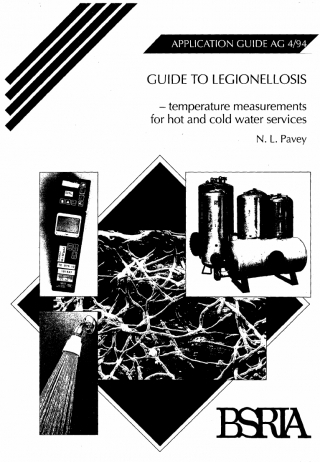 APPLICATION GUIDE AG 4/94
GUIDE TO LEGIONELLOSIS
– temperature measurements
for hot and cold water services
N. L. Pavey
BSRIA